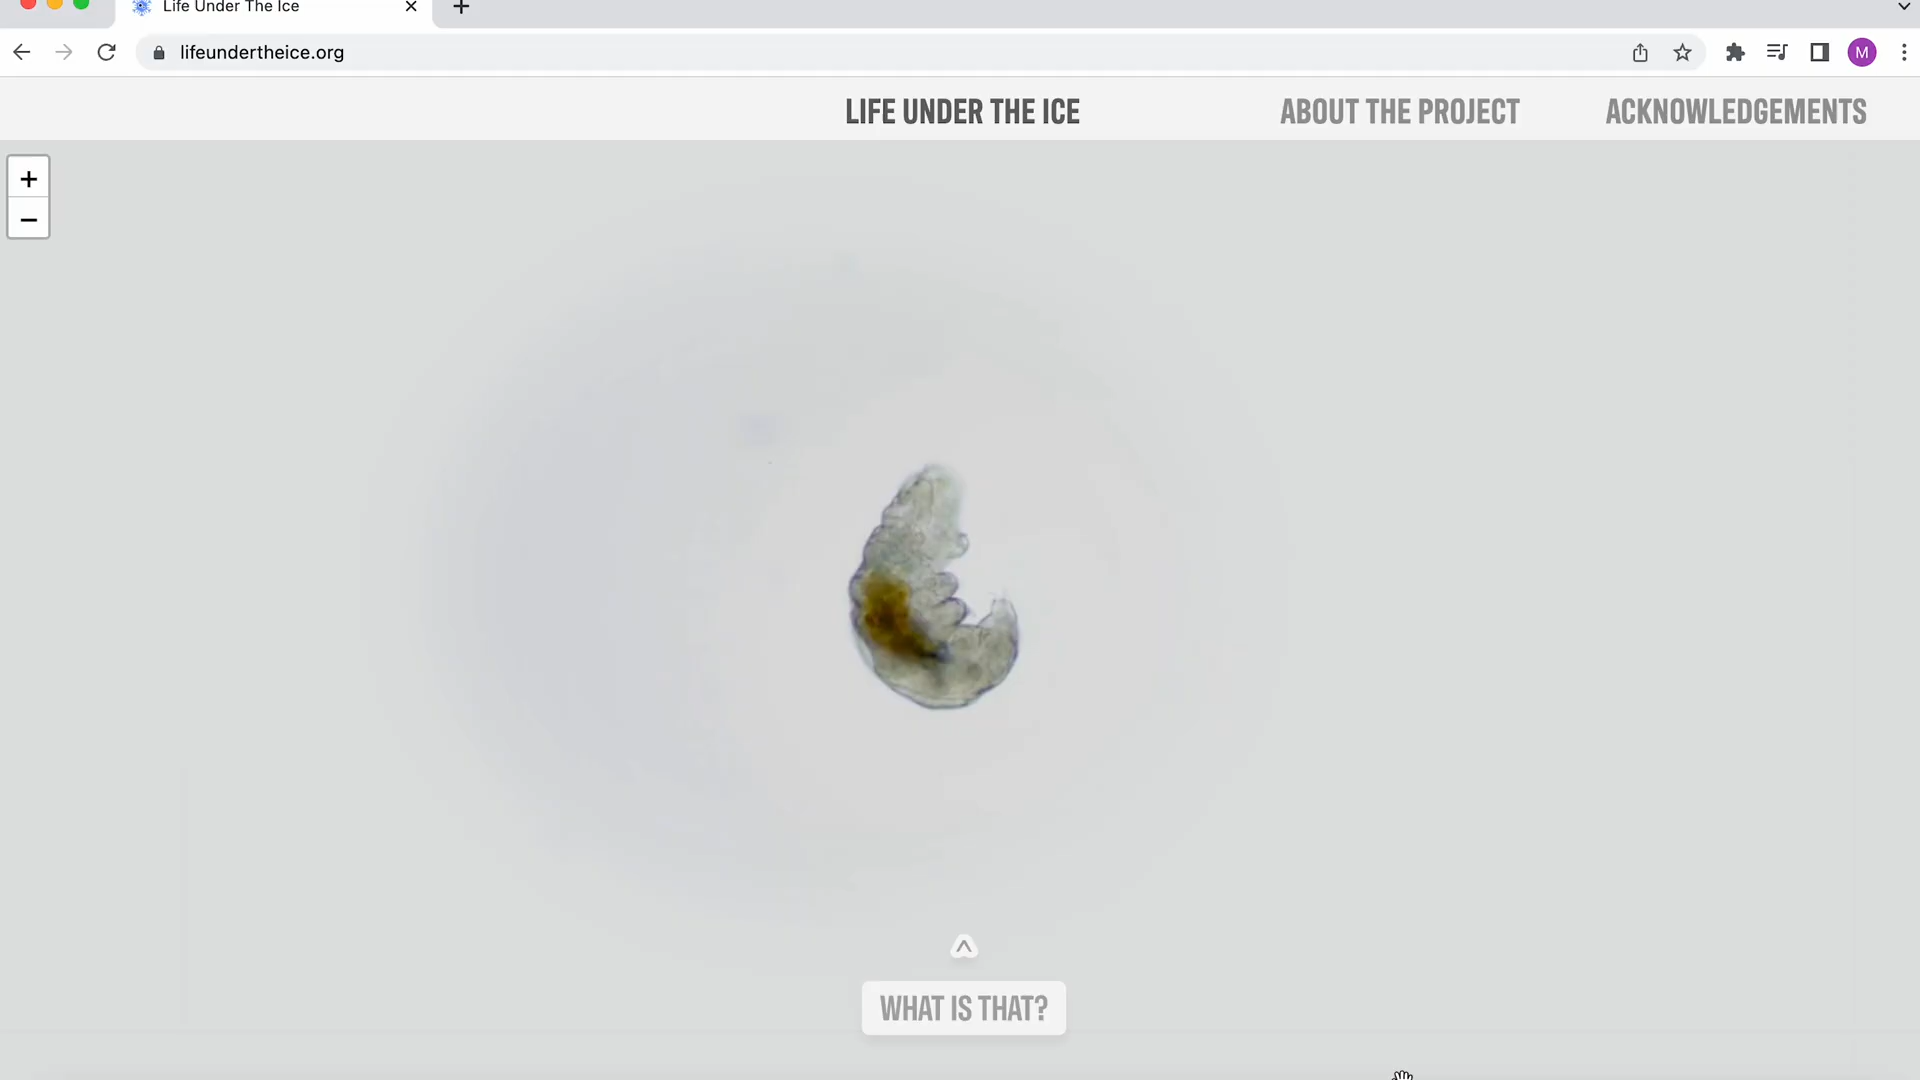 Life Under The Ice
lifeundertheice.org
M
LIFE UNDER THE ICE
ABOUT THE PROJECT
ACKNOWLEDGEMENTS
+
−
WHAT IS THAT?